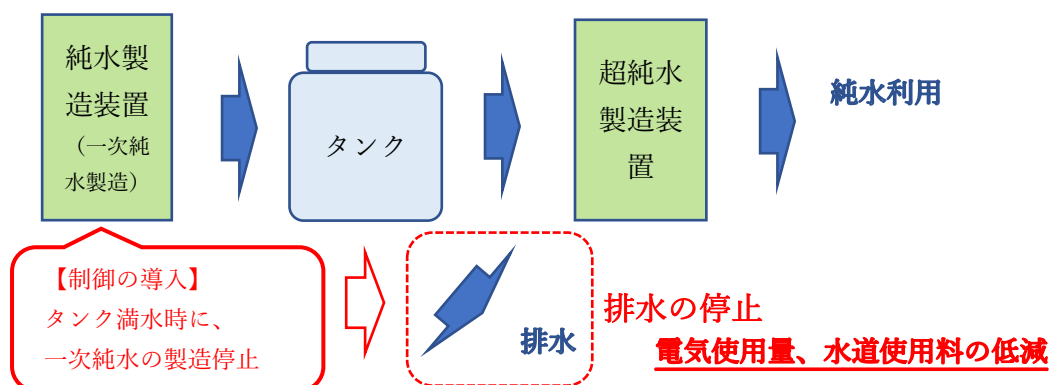 純水製
造装置
（一次純
水製造）
タンク
超純水
製造装
置
純水利用
【制御の導入】
タンク満水時に、
一次純水の製造停止
排水
排水の停止
電気使用量、水道使用料の低減